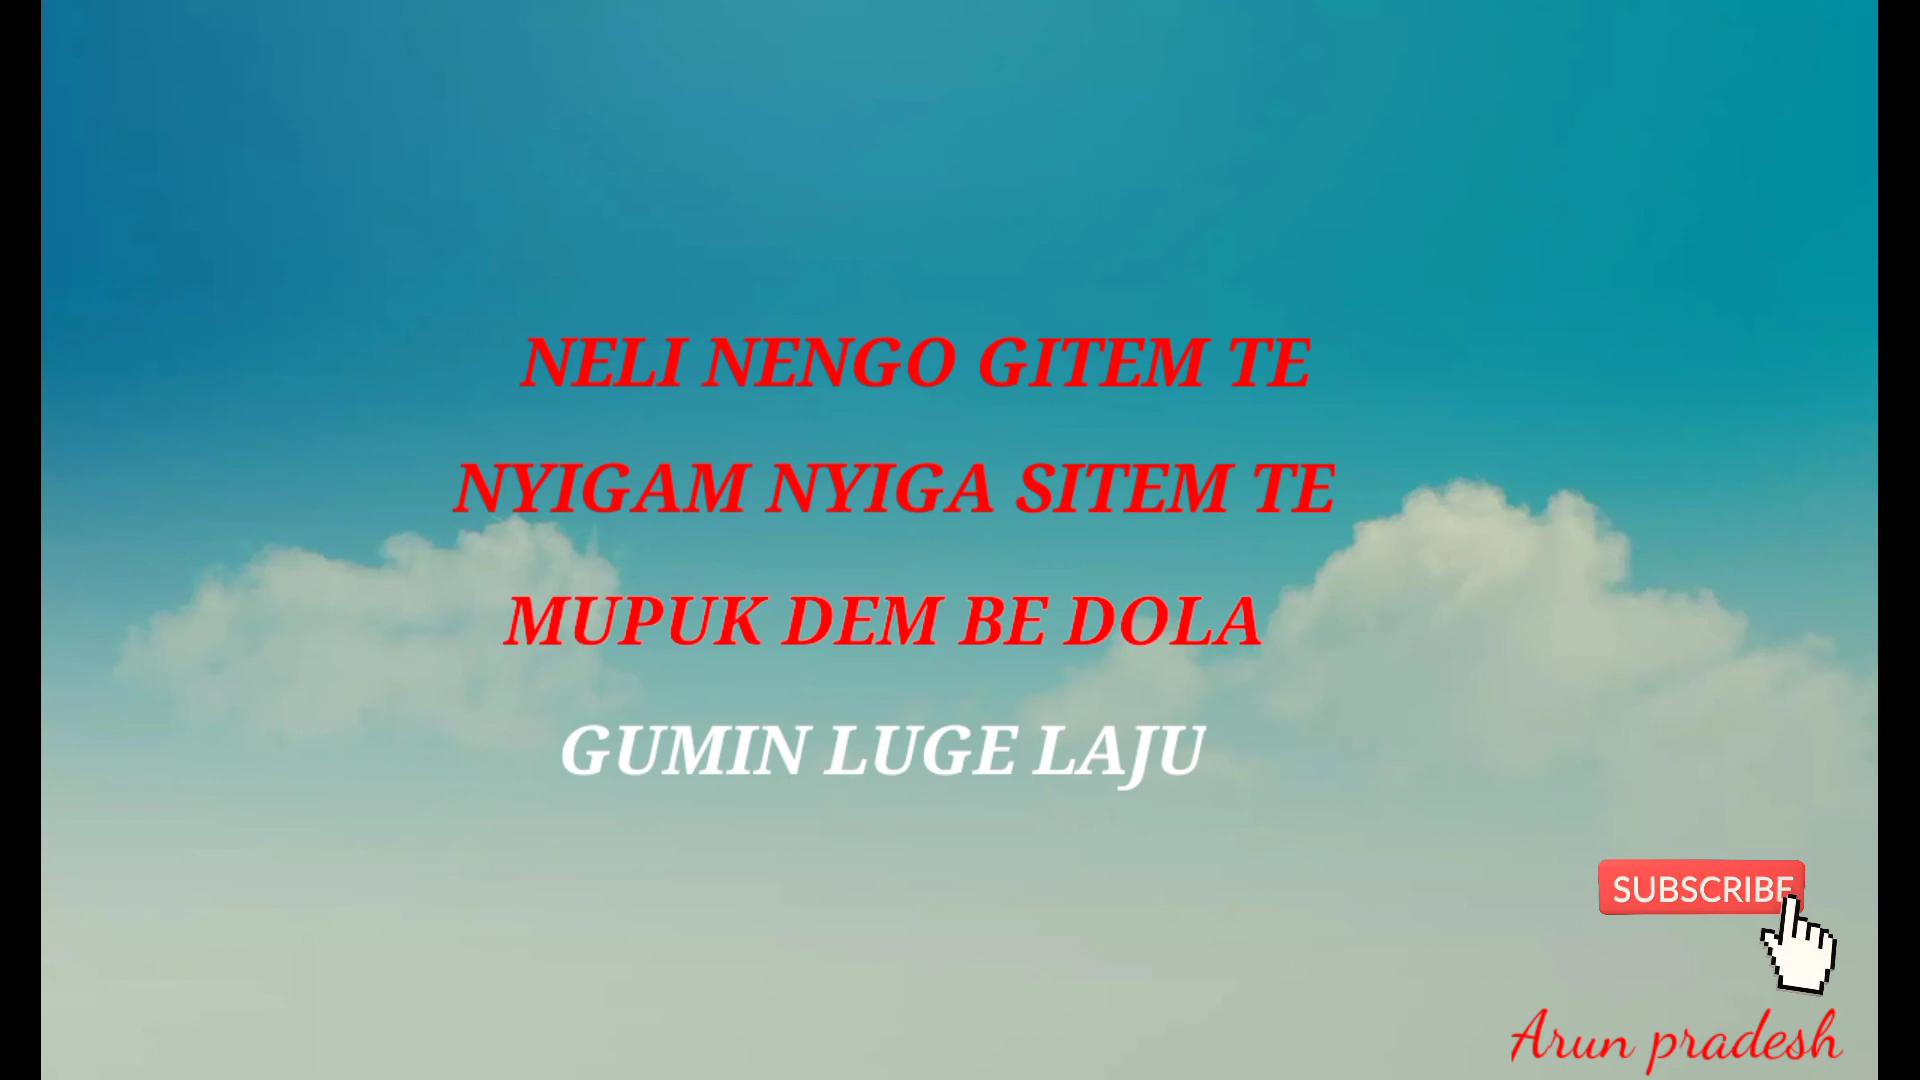 NELI NENGO GITEM TE
NYIGAM NYIGA SITEM TE
MUPUK DEM BE DOLA
GUMIN LUGE LAJU
SUBSCRIBE
Arun pradesh